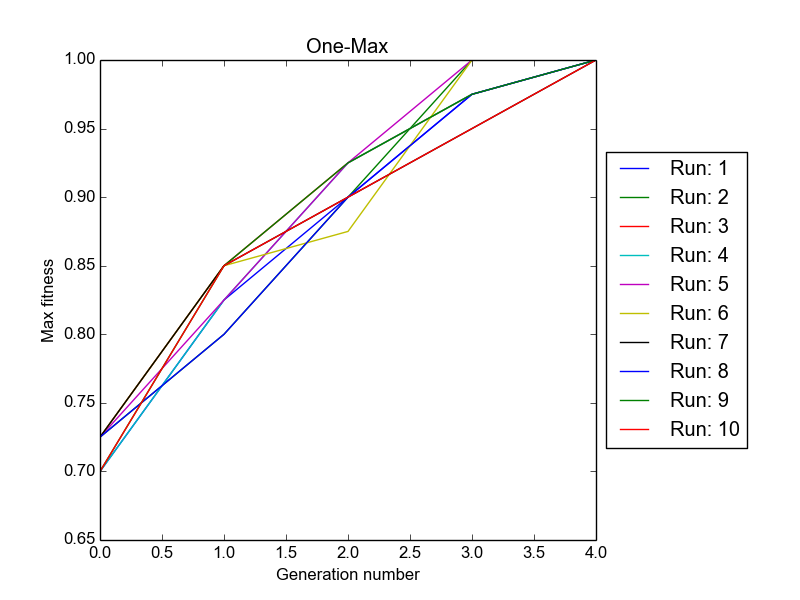 One-Max
1.00
0.95
0.90
0.85
0.80
0.75
0.70
0.65
Max fitness
0.0 0.5 1.0 1.5 2.0 2.5 3.0 3.5 4.0
Generation number
Run: 1
Run: 2
Run: 3
Run: 4
Run: 5
Run: 6
Run: 7
Run: 8
Run: 9
Run: 10